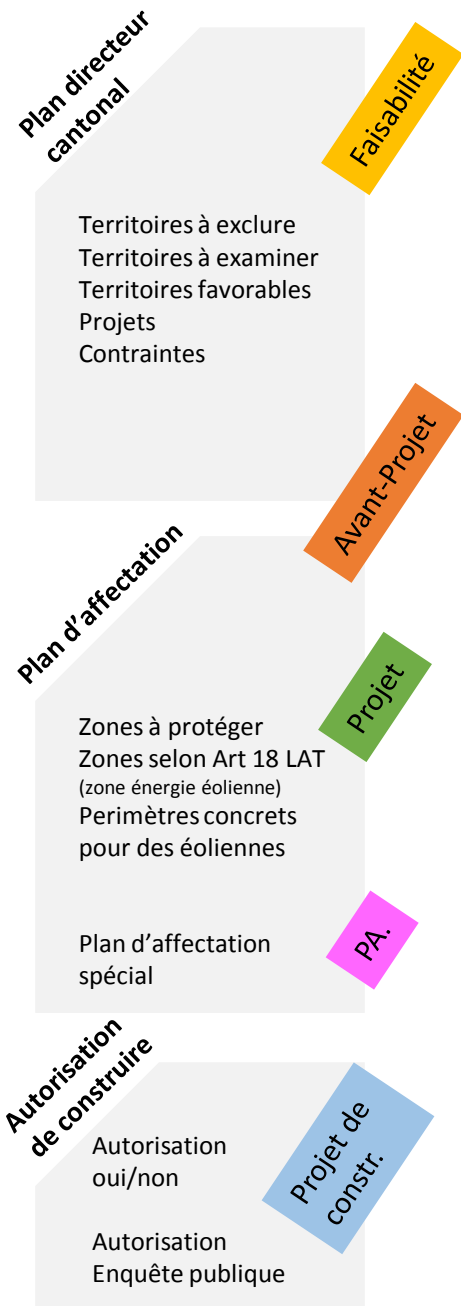 Plan directeur
cantonal
Faisabilité
Territoires à exclure
Territoires à examiner
Territoires favorables
Projets
Contraintes
Avant-Projet
Plan d’affectation
Projet
Zones à protéger
Zones selon Art 18 LAT
(zone énergie éolienne)
Perimètres concrets
pour des éoliennes
PA.
Plan d’affectation
spécial
Autorisation
de construire
Projet de
constr.
Autorisation
oui/non
Autorisation
Enquête publique